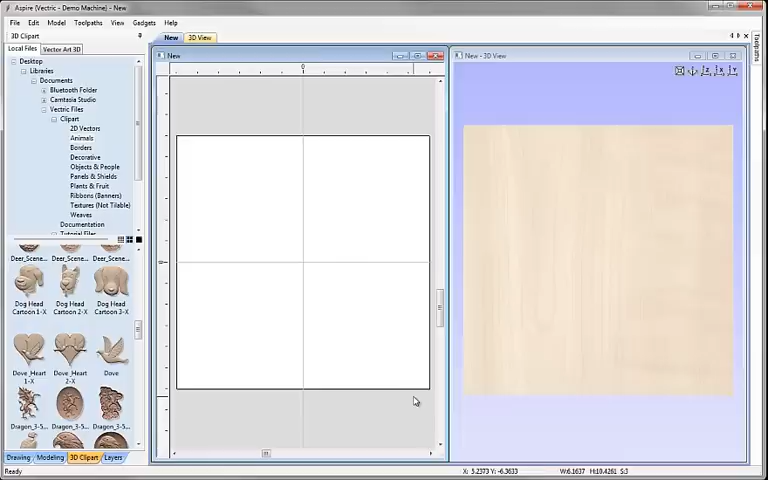 Aspire (Vectric - Demo Machine) - New
File Edit Model Toolpaths View Gadgets Help
3D Clipart
New 3D View
Local Files Vector Art 3D
Toolpaths
New
New - 3D View
0
Desktop
Libraries
Documents
Bluetooth Folder
Camtasia Studio
Vectric Files
Clipart
2D Vectors
Animals
Borders
Decorative
Objects & People
Panels & Shields
Plants & Fruit
Ribbons (Banners)
Textures (Not Tilable)
Weaves
Documentation
Tutorial Files
Deer_Scene... Deer_Scene... Deer_Scene...
Dog Head Cartoon 1-X
Dog Head Cartoon 2-X
Dog Head Cartoon 3-X
Dove_Heart 1-X
Dove_Heart 2-X
Dove
Dragon_3-5... Dragon_3-5... Dragon_3-5...
Drawing Modeling 3D Clipart Layers
Ready
X: 5.2373 Y: -6.3633
W:6.1637 H:10.4261 S:3